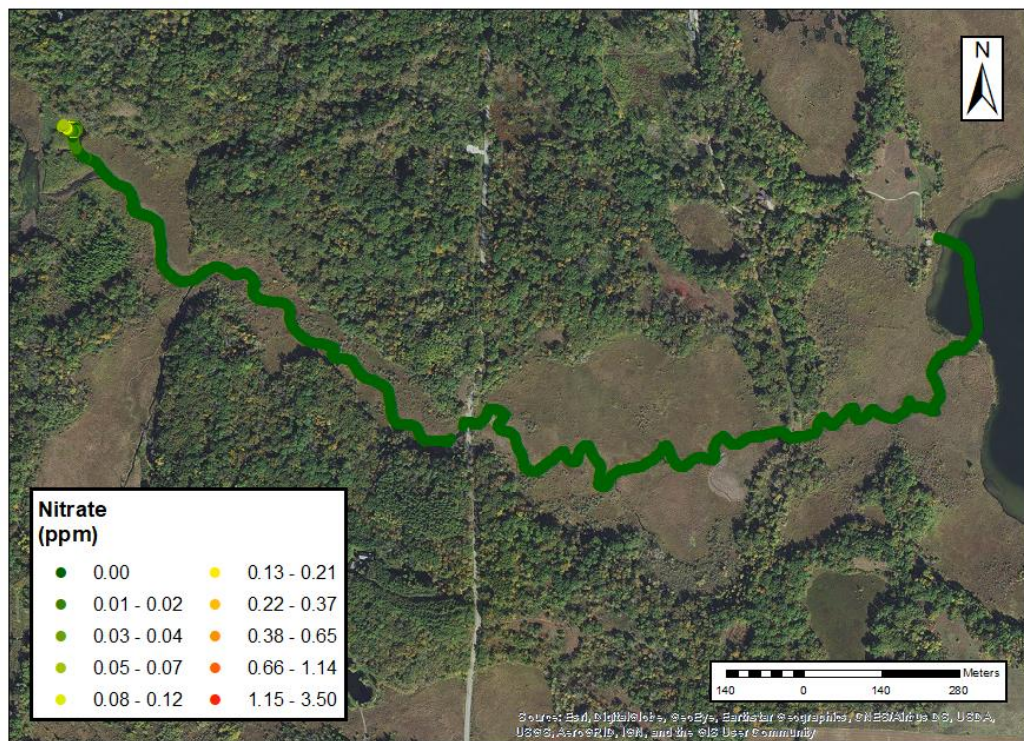 N
Nitrate
(ppm)
0.00
0.01 - 0.02
0.03 - 0.04
0.05 - 0.07
0.08 - 0.12
0.13 - 0.21
0.22 - 0.37
0.38 - 0.65
0.66 - 1.14
1.15 - 3.50
Meters
140 0 140 280
Source: Esri, DigitalGlobe, GeoEye, Earthstar Geographics, CNES/Airbus DS, USDA,
USGS, AeroGRID, IGN, and the GIS User Community